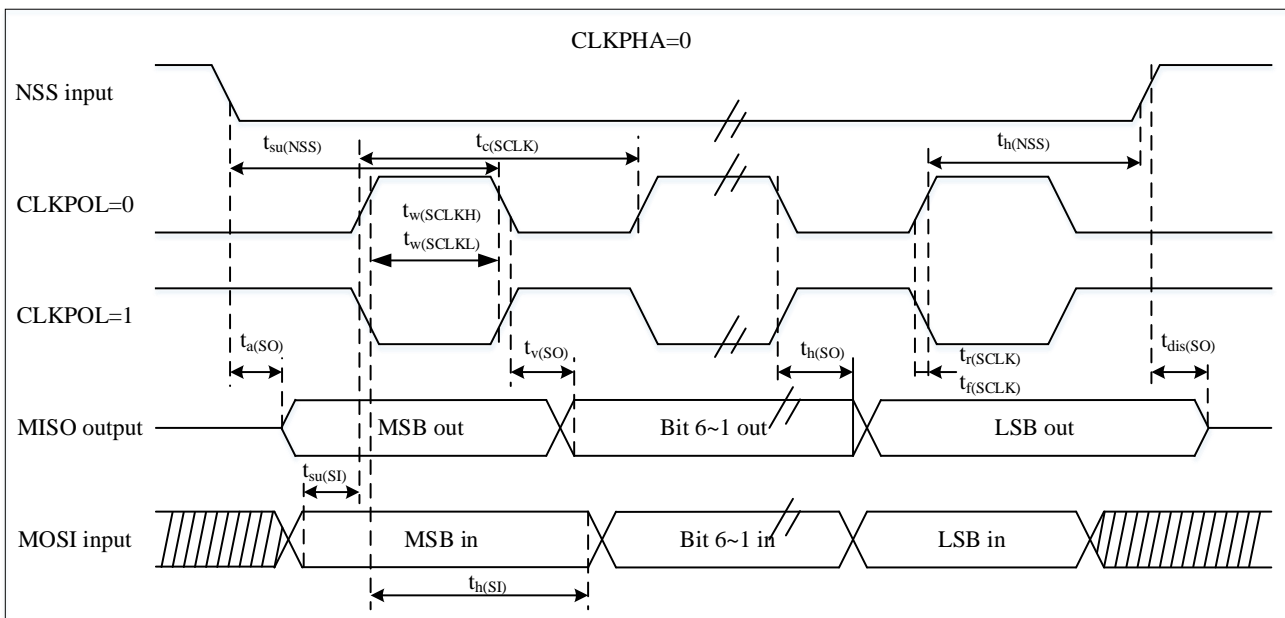 CLKPHA=0
NSS input
tsu(NSS)
tc(SCLK)
th(NSS)
CLKPOL=0
tw(SCLKH)
tw(SCLKL)
CLKPOL=1
ta(SO)
tv(SO)
th(SO)
tr(SCLK)
tf(SCLK)
tdis(SO)
MISO output
MSB out
Bit 6~1 out
LSB out
tsu(SI)
MOSI input
MSB in
Bit 6~1 in
LSB in
th(SI)